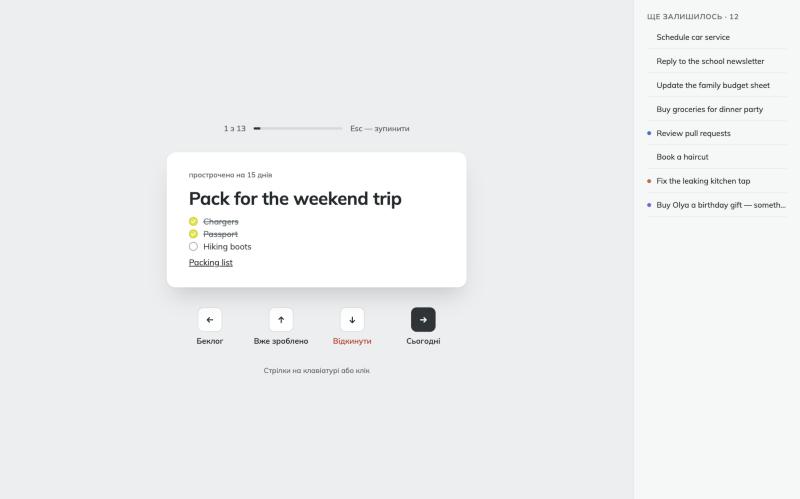 1 з 13
Esc — зупинити
прострочено на 15 днів
Pack for the weekend trip
Chargers
Passport
Hiking boots
Packing list
Беклог
Вже зроблено
Відкинути
Сьогодні
Стрілки на клавіатурі або клік
ЩЕ ЗАЛИШИЛОСЬ · 12
Schedule car service
Reply to the school newsletter
Update the family budget sheet
Buy groceries for dinner party
Review pull requests
Book a haircut
Fix the leaking kitchen tap
Buy Olya a birthday gift — someth…